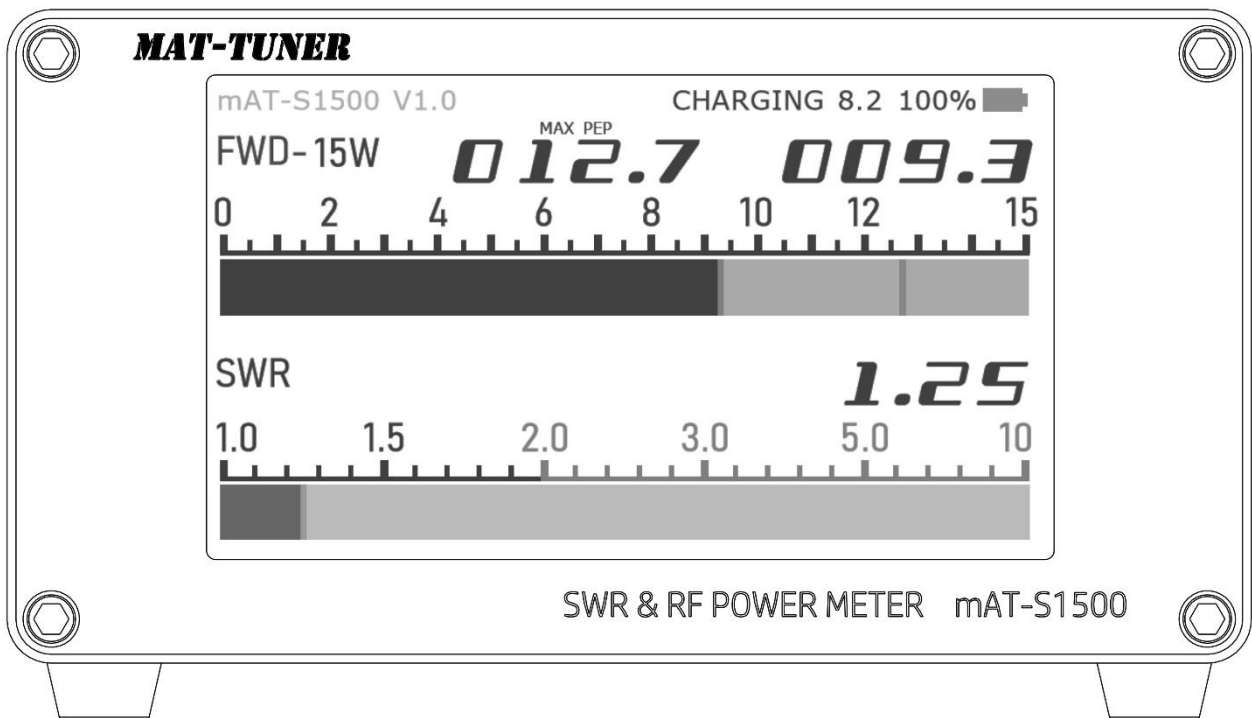 MAT-TUNER
mAT-S1500 V1.0 CHARGING 8.2 100%
MAX PEP
FWD-15W 012.7 009.3
0 2 4 6 8 10 12 15
SWR 1.25
1.0 1.5 2.0 3.0 5.0 10
SWR & RF POWER METER mAT-S1500